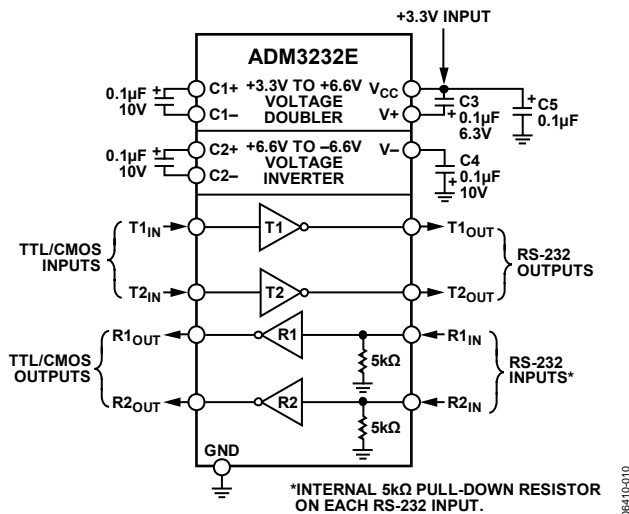 +3.3V INPUT
ADM3232E
0.1µF
10V
+
C1+
C1–
+3.3V TO +6.6V
VOLTAGE
DOUBLER
VCC
V+
C3
0.1µF
6.3V
+
+
C5
0.1µF
0.1µF
10V
+
C2+
C2–
+6.6V TO –6.6V
VOLTAGE
INVERTER
V–
C4
0.1µF
10V
+
TTL/CMOS
INPUTS
T1IN
T1
T1OUT
T2IN
T2
T2OUT
RS-232
OUTPUTS
TTL/CMOS
OUTPUTS
R1OUT
R1
R1IN
5kΩ
R2OUT
R2
R2IN
5kΩ
RS-232
INPUTS*
GND
*INTERNAL 5kΩ PULL-DOWN RESISTOR
ON EACH RS-232 INPUT.
06410-010